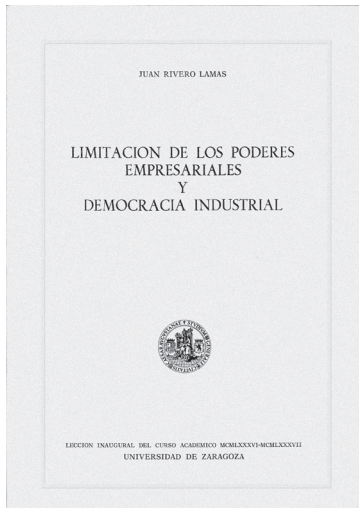 JUAN RIVERO LAMAS
LIMITACION DE LOS PODERES
EMPRESARIALES
Y
DEMOCRACIA INDUSTRIAL
LECCION INAUGURAL DEL CURSO ACADEMICO MCMLXXXVI-MCMLXXXVII
UNIVERSIDAD DE ZARAGOZA